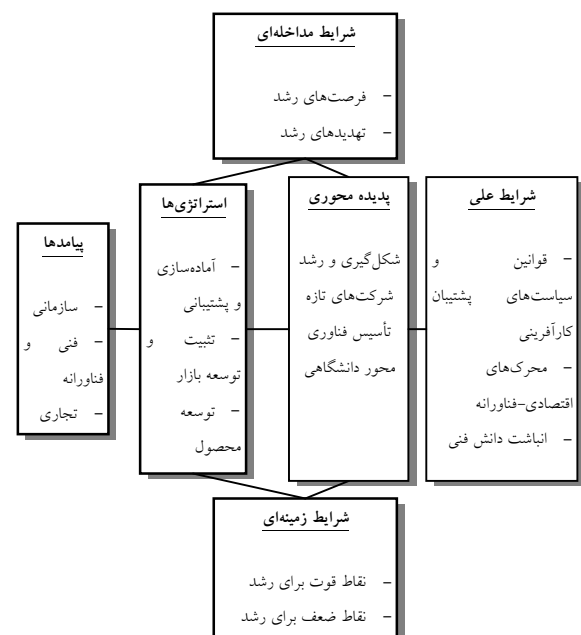 شرایط مداخله‌ای
- فرصت‌های رشد
- تهدیدهای رشد
شرایط علی
- قوانین و
سیاست‌های پشتیبان
کارآفرینی
- محرک‌های
اقتصادی-فناورانه
- انباشت دانش فنی
پدیده محوری
شکل‌گیری و رشد
شرکت‌های تازه
تأسیس فناوری
محور دانشگاهی
استراتژی‌ها
- آماده‌سازی
و پشتیبانی
- تثبیت و
توسعه بازار
- توسعه
محصول
پیامدها
- سازمانی
- فنی و
فناورانه
- تجاری
شرایط زمینه‌ای
- نقاط قوت برای رشد
- نقاط ضعف برای رشد